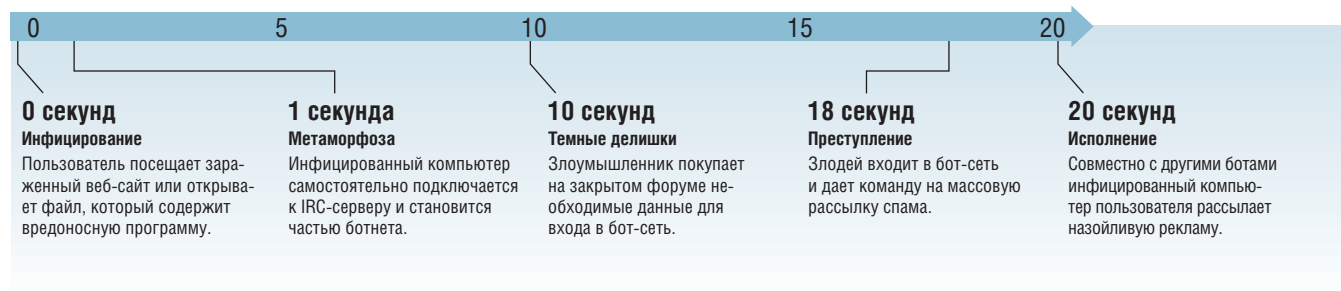 0 5 10 15 20
0 секунд
Инфицирование
Пользователь посещает зара-
женный веб-сайт или открыва-
ет файл, который содержит
вредоносную программу.
1 секунда
Метаморфоза
Инфицированный компьютер
самостоятельно подключается
к IRC-серверу и становится
частью ботнета.
10 секунд
Темные делишки
Злоумышленник покупает
на закрытом форуме не-
обходимые данные для
входа в бот-сеть.
18 секунд
Преступление
Злодей входит в бот-сеть
и дает команду на массовую
рассылку спама.
20 секунд
Исполнение
Совместно с другими ботами
инфицированный компью-
тер пользователя рассылает
назойливую рекламу.